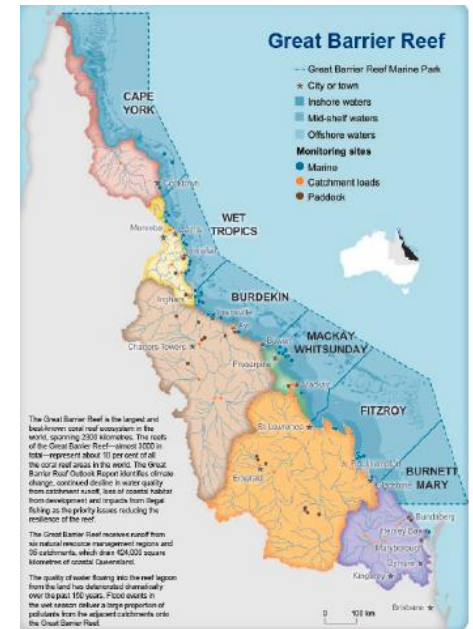 Great Barrier Reef
Great Barrier Reef Marine Park
City or town
Inshore waters
Mid-shelf waters
Offshore waters
Monitoring sites
Marine
Catchment loads
Paddock
CAPE
YORK
Cooktown
WET
TROPICS
Mareeba
Cairns
Innisfail
Ingham
BURDEKIN
Townsville
Ayr
Charters Towers
Bowen
MACKAY
WHITSUNDAY
Proserpine
Mackay
FITZROY
St Lawrence
Rockhampton
Emerald
Gladstone
BURNETT
MARY
Bundaberg
Hervey Bay
Maryborough
Gympie
Kingaroy
Brisbane
0 100 km
The Great Barrier Reef is the largest and
best-known coral reef ecosystem in the
world, spanning 2300 kilometres. The reefs
of the Great Barrier Reef—almost 3000 in
total—represent about 10 per cent of all
the coral reef areas in the world. The Great
Barrier Reef Outlook Report identifies climate
change, continued decline in water quality
from catchment runoff, loss of coastal habitat
from development and impacts from illegal
fishing as the priority issues reducing the
resilience of the reef.
The Great Barrier Reef receives runoff from
six natural resource management regions and
35 catchments, which drain 424,000 square
kilometres of coastal Queensland.
The quality of water flowing into the reef lagoon
from the land has deteriorated dramatically
over the past 150 years. Flood events in
the wet season deliver a large proportion of
pollutants from the adjacent catchments onto
the Great Barrier Reef.